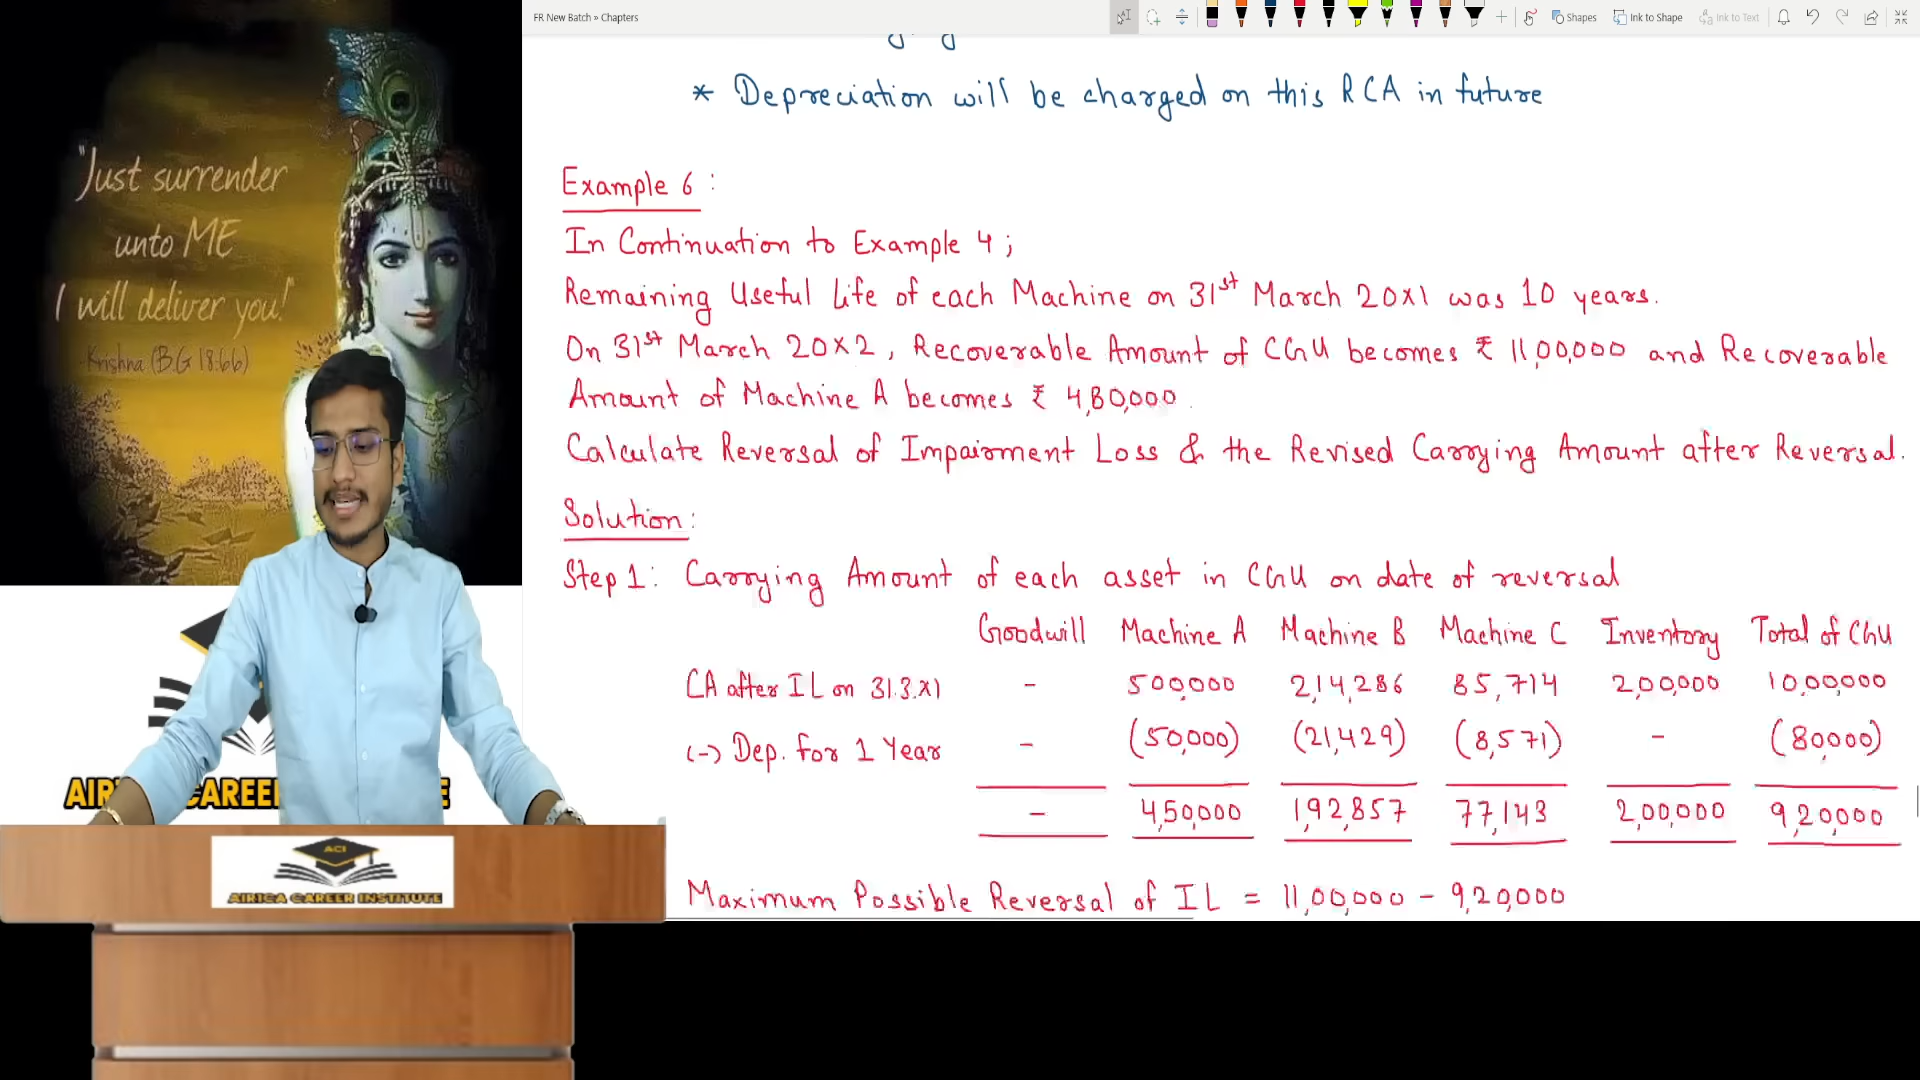 FR New Batch » Chapters
Shapes
Ink to Shape
Ink to Text
* Depreciation will be charged on this RCA in future
"Just surrender
unto ME
I will deliver you!"
-Krishna (B.G 18:66)
Example 6 :
In Continuation to Example 4 ;
Remaining Useful Life of each Machine on 31st March 20X1 was 10 years.
On 31st March 20X2, Recoverable Amount of CGU becomes ₹ 11,00,000 and Recoverable
Amount of Machine A becomes ₹ 4,80,000.
Calculate Reversal of Impairment Loss & the Revised Carrying Amount after Reversal.
Solution:
Step 1: Carrying Amount of each asset in CGU on date of reversal
Goodwill Machine A Machine B Machine C Inventory Total of CGU
CA after IL on 31.3.X1 - 500,000 2,14,286 85,714 2,00,000 10,00,000
(-) Dep. for 1 Year - (50,000) (21,429) (8,571) - (80000)
- 4,50,000 1,92,857 77,143 2,00,000 9,20,000
Maximum Possible Reversal of IL = 11,00,000 - 9,20,000
ACI
AIRICA CAREER INSTITUTE